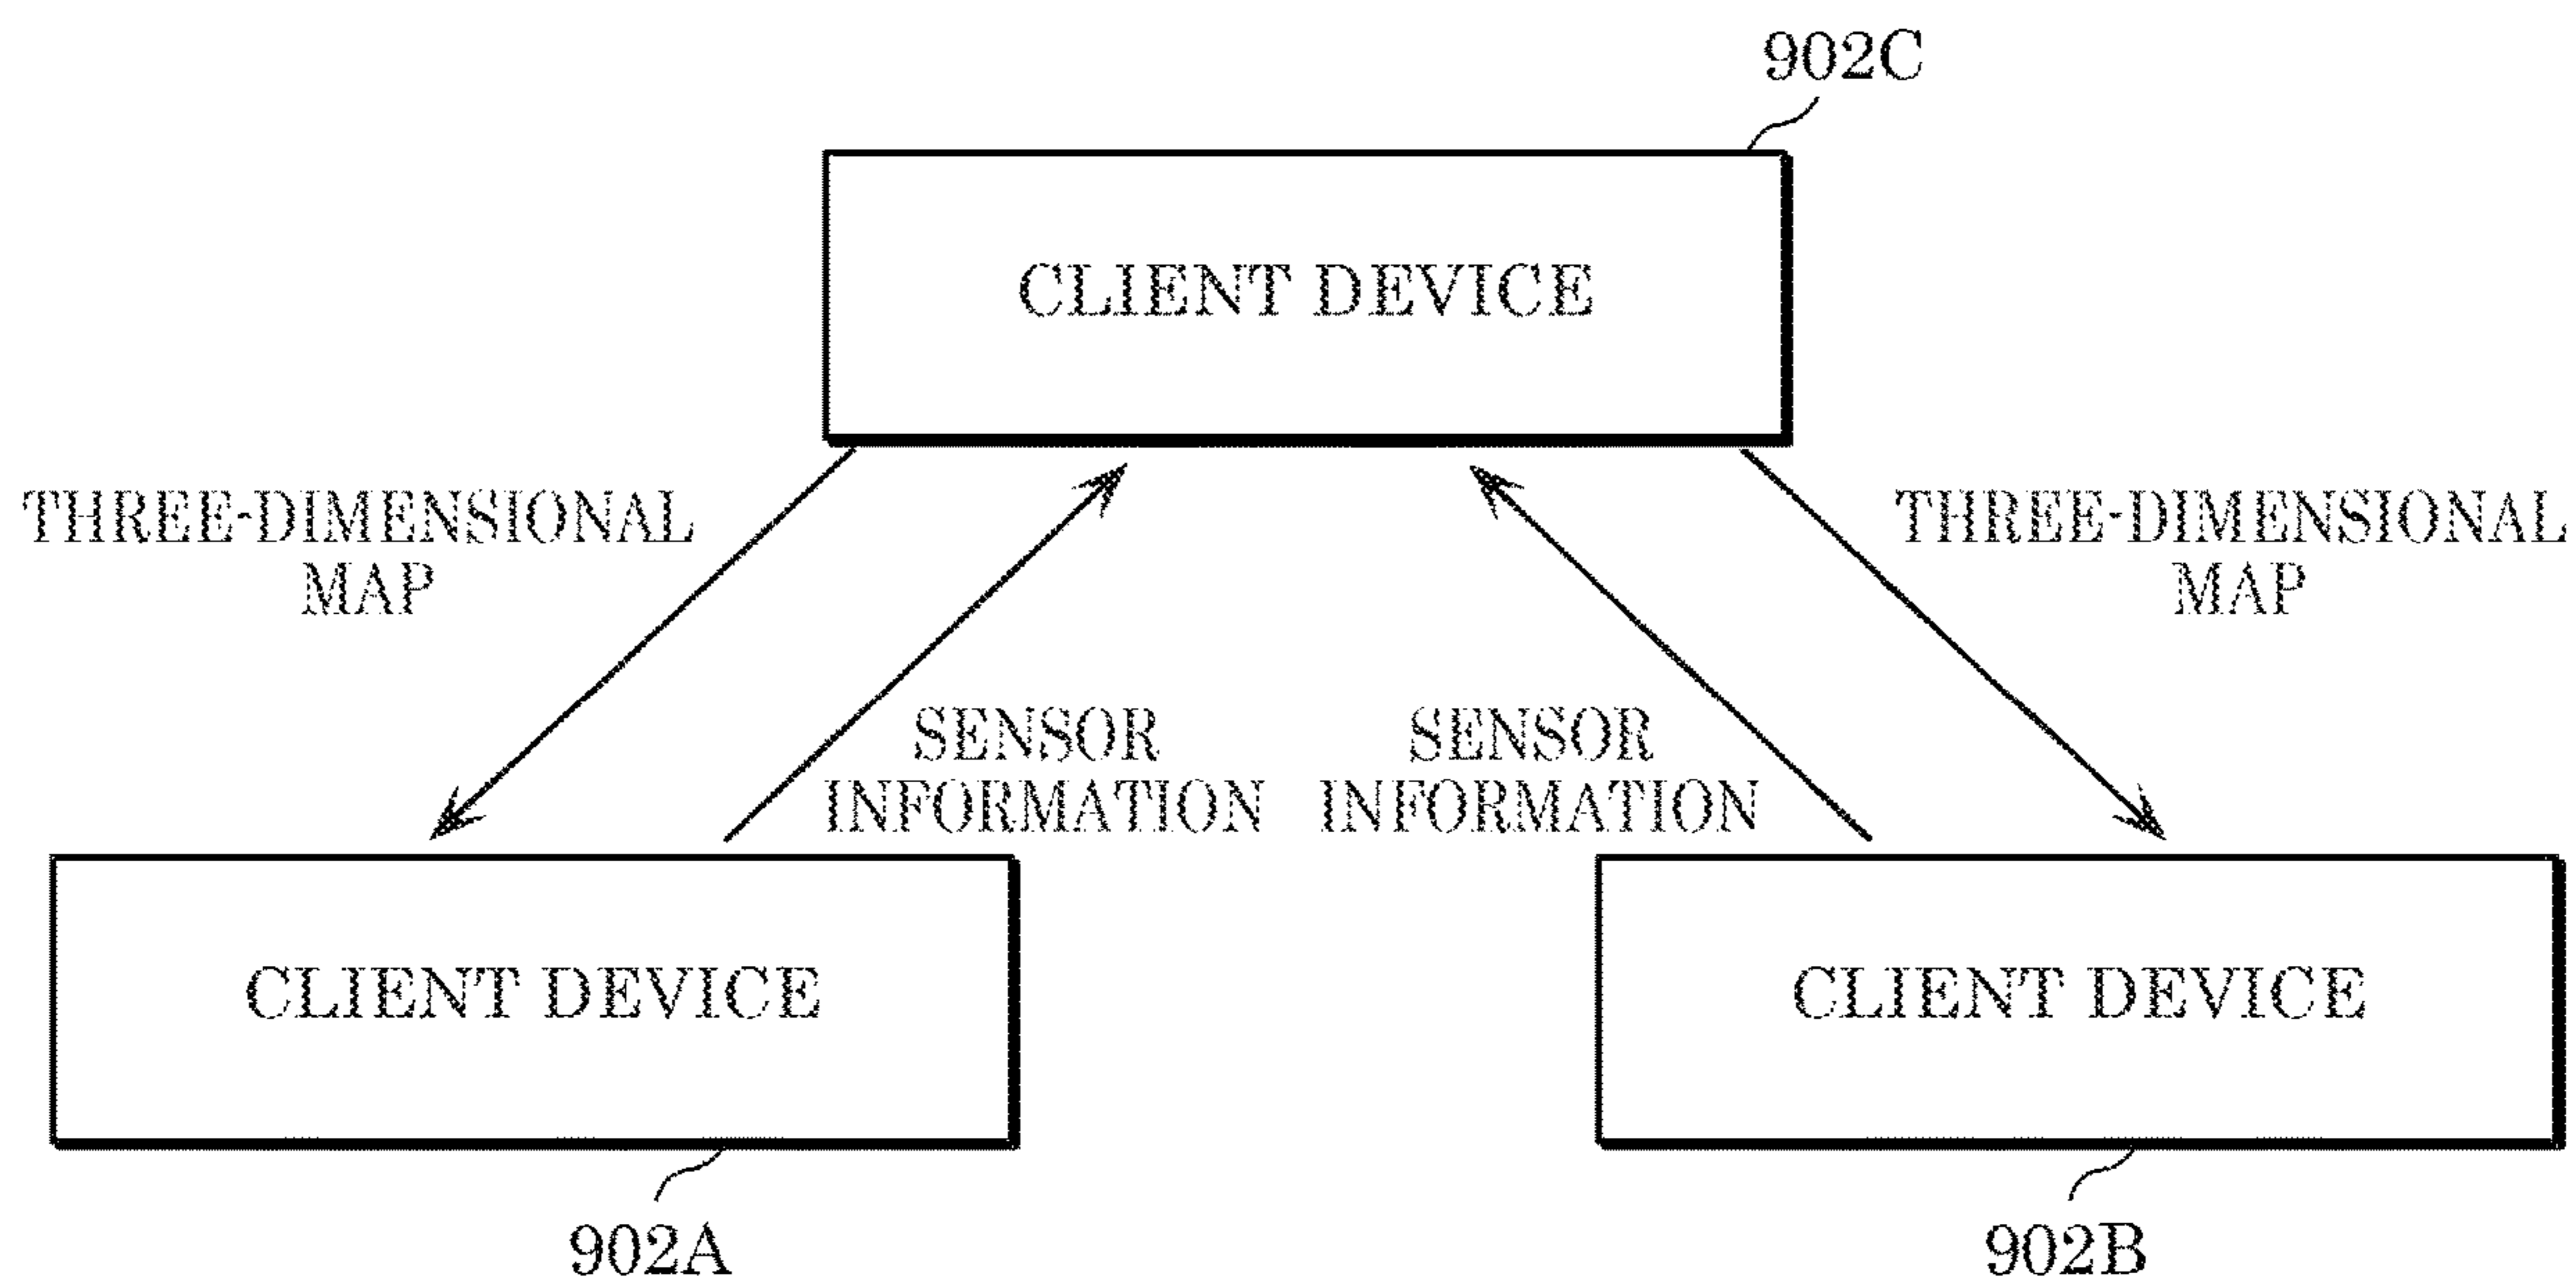 902C
CLIENT DEVICE
THREE-DIMENSIONAL
MAP
THREE-DIMENSIONAL
MAP
SENSOR
INFORMATION
SENSOR
INFORMATION
CLIENT DEVICE
CLIENT DEVICE
902A
902B